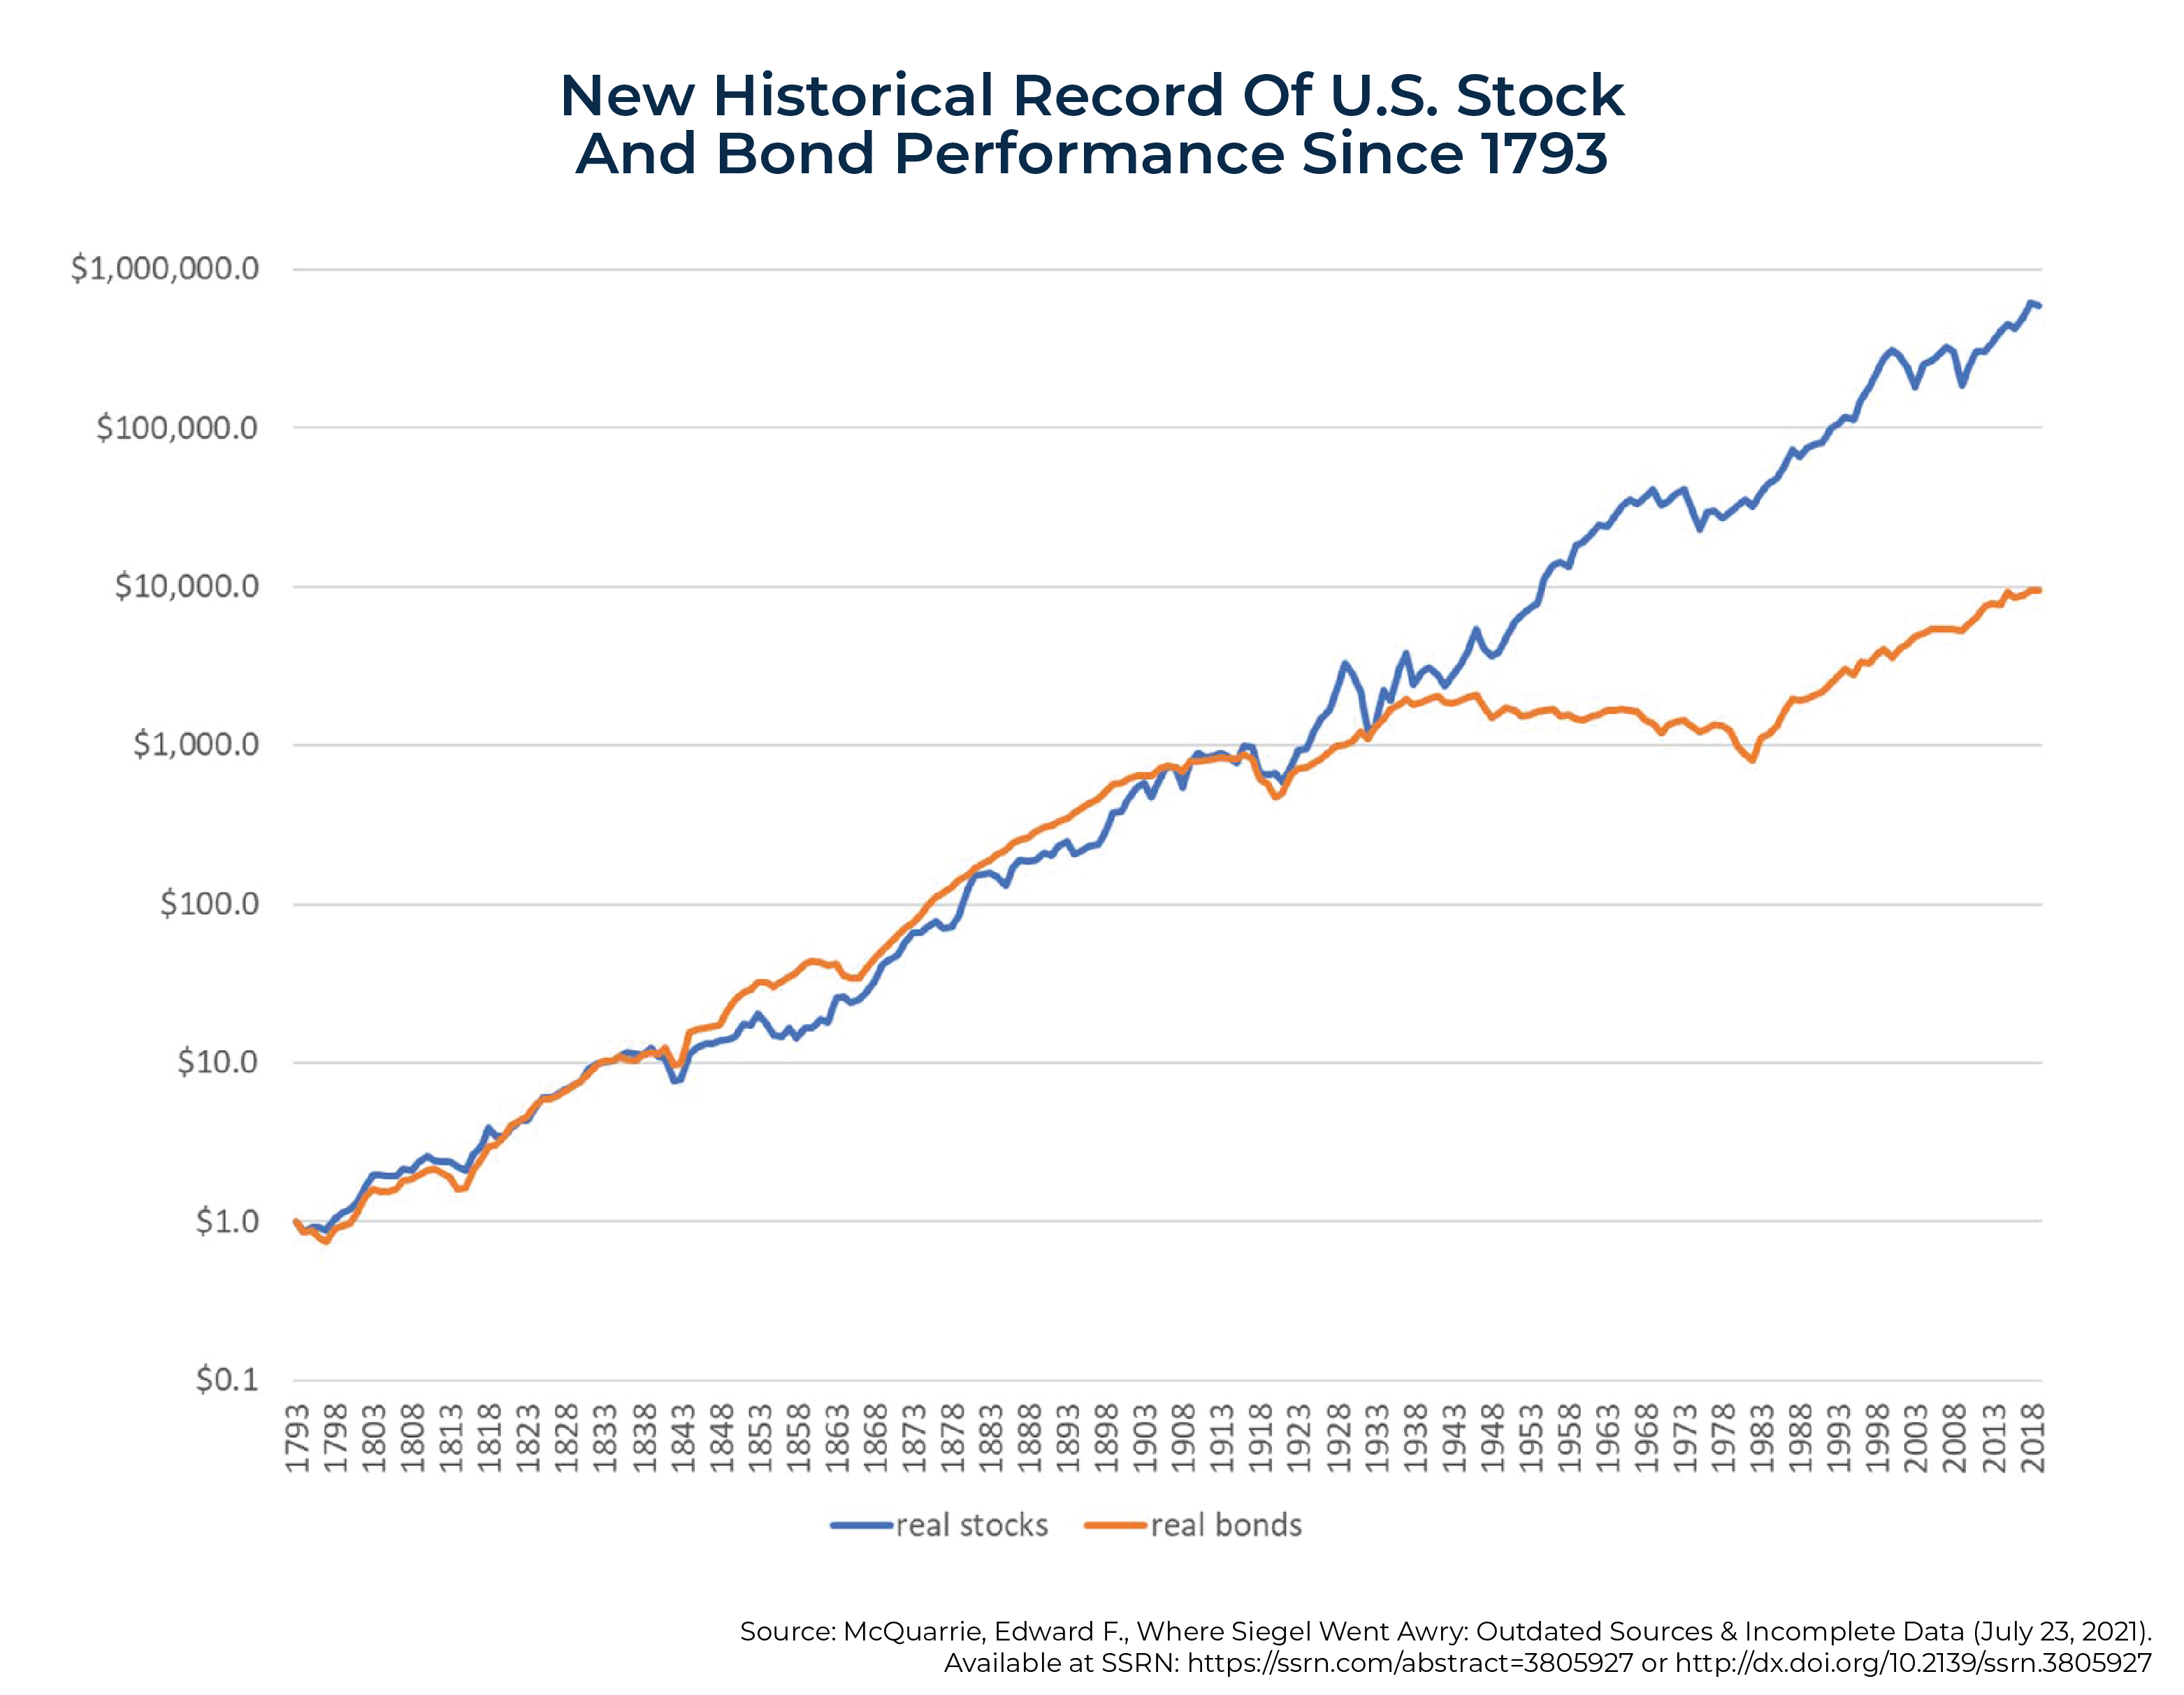 New Historical Record Of U.S. Stock
And Bond Performance Since 1793
$1,000,000.0
$100,000.0
$10,000.0
$1,000.0
$100.0
$10.0
$1.0
$0.1
1793 1798 1803 1808 1813 1818 1823 1828 1833 1838 1843 1848 1853 1858 1863 1868 1873 1878 1883 1888 1893 1898 1903 1908 1913 1918 1923 1928 1933 1938 1943 1948 1953 1958 1963 1968 1973 1978 1983 1988 1993 1998 2003 2008 2013 2018
real stocks real bonds
Source: McQuarrie, Edward F., Where Siegel Went Awry: Outdated Sources & Incomplete Data (July 23, 2021).
Available at SSRN: https://ssrn.com/abstract=3805927 or http://dx.doi.org/10.2139/ssrn.3805927